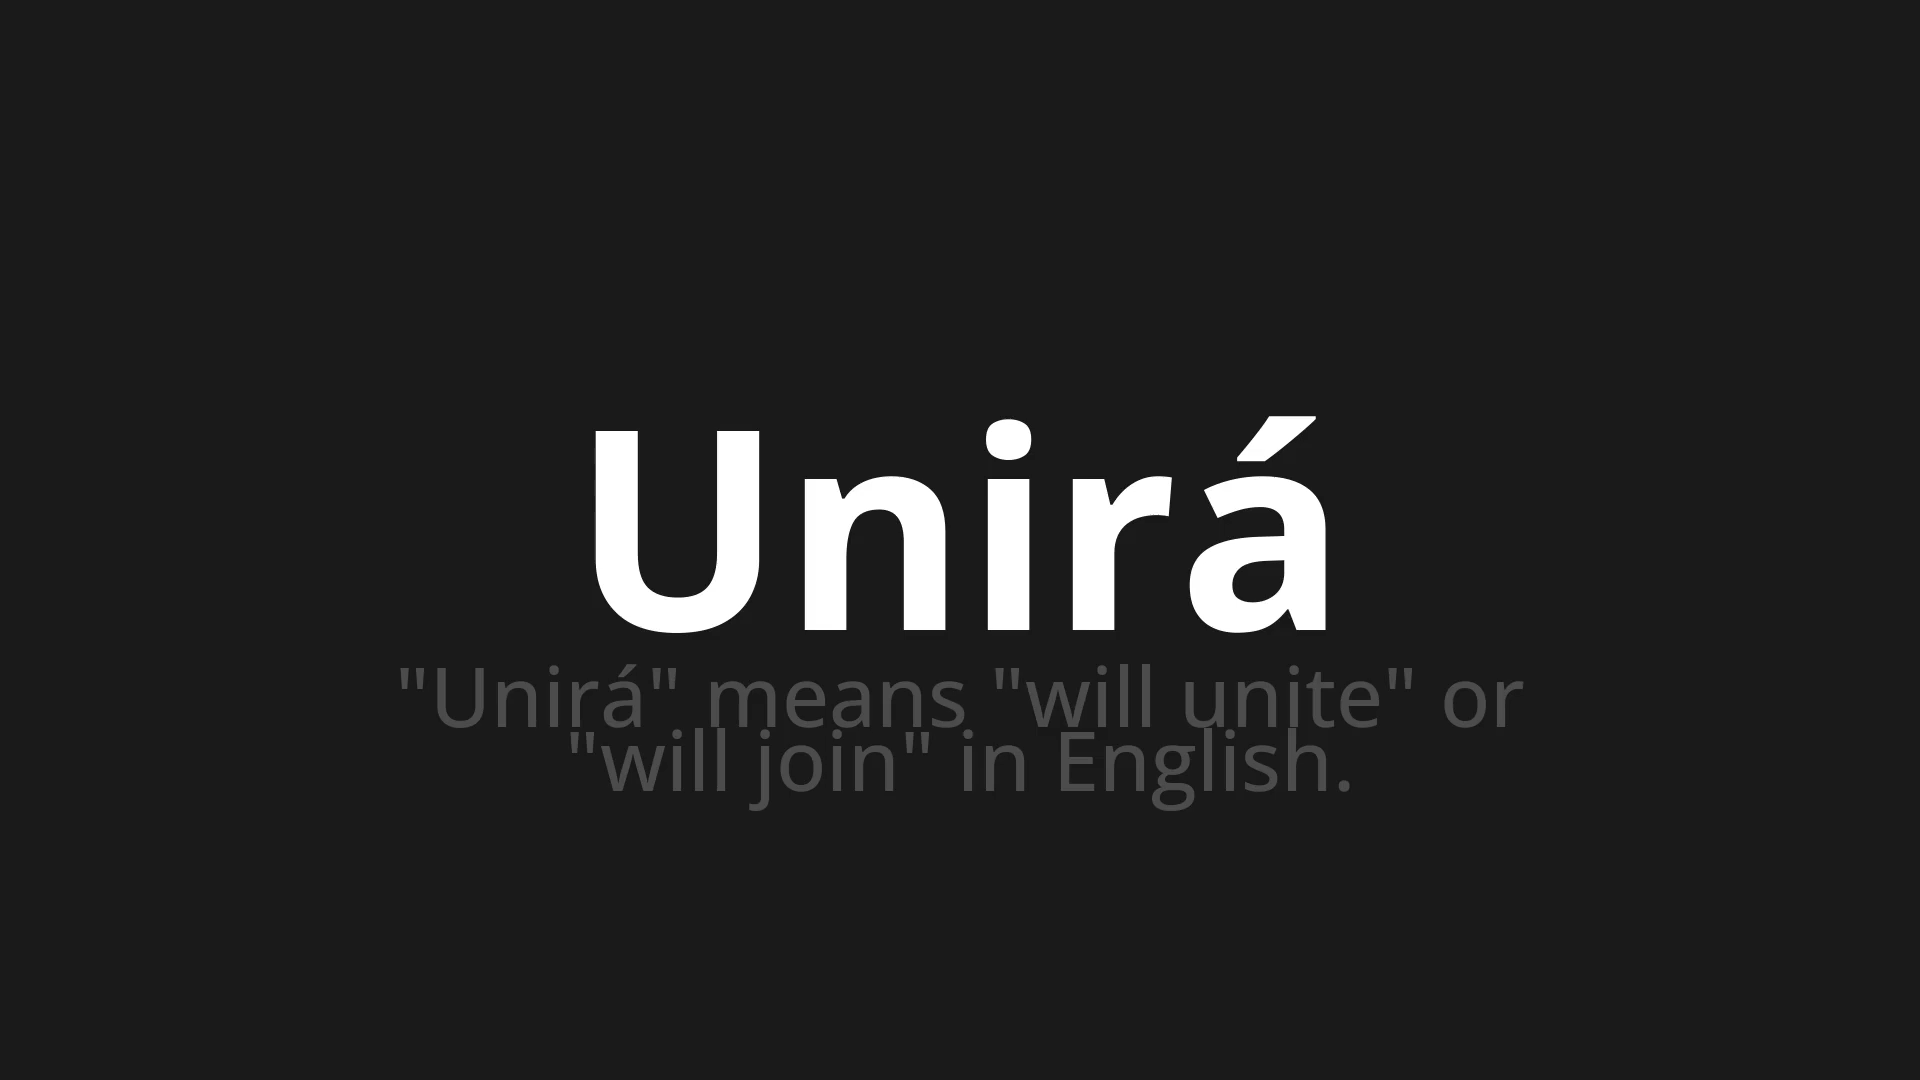 Unirá
"Unirá" means "will unite" or
"will join" in English.